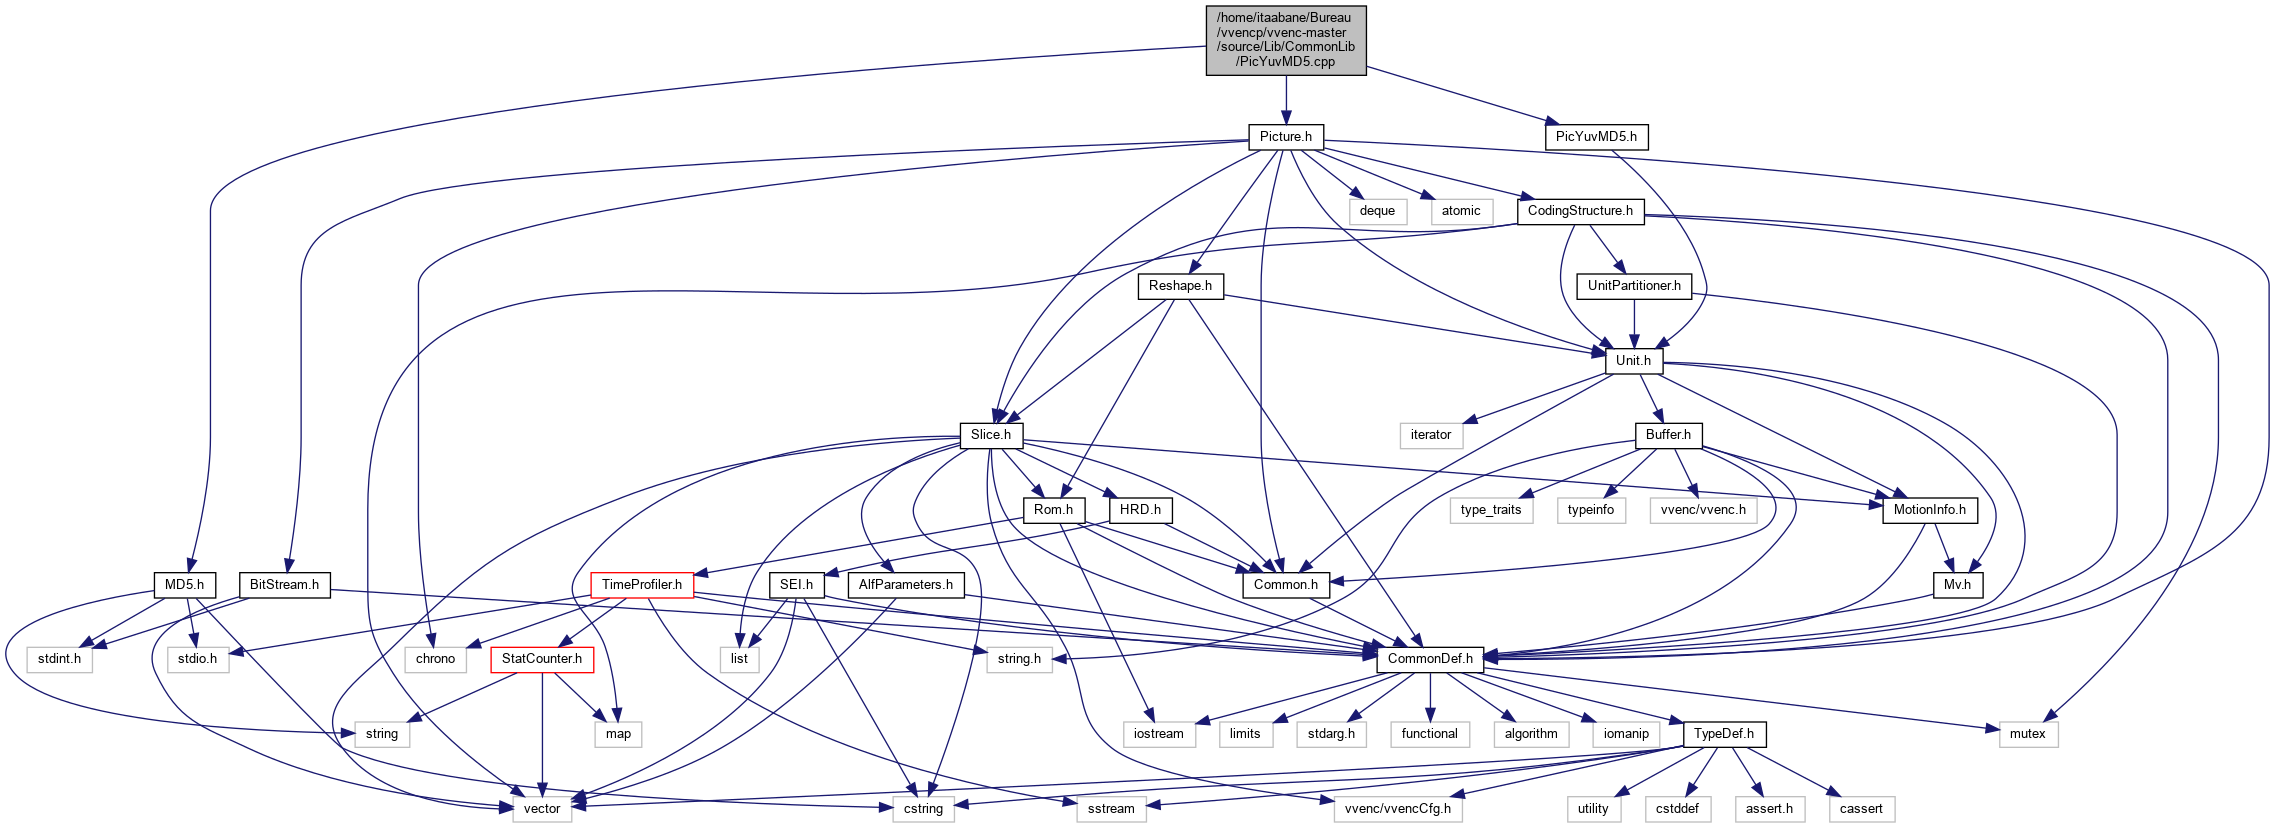 /home/itaabane/Bureau
/vvencp/vvenc-master
/source/Lib/CommonLib
/PicYuvMD5.cpp
Picture.h
PicYuvMD5.h
deque
atomic
CodingStructure.h
Reshape.h
UnitPartitioner.h
Unit.h
Slice.h
iterator
Buffer.h
Rom.h
HRD.h
type_traits
typeinfo
vvenc/vvenc.h
MotionInfo.h
MD5.h
BitStream.h
TimeProfiler.h
SEI.h
AlfParameters.h
Common.h
Mv.h
stdint.h
stdio.h
chrono
StatCounter.h
list
string.h
CommonDef.h
string
map
iostream
limits
stdarg.h
functional
algorithm
iomanip
TypeDef.h
mutex
vector
cstring
sstream
vvenc/vvencCfg.h
utility
cstddef
assert.h
cassert